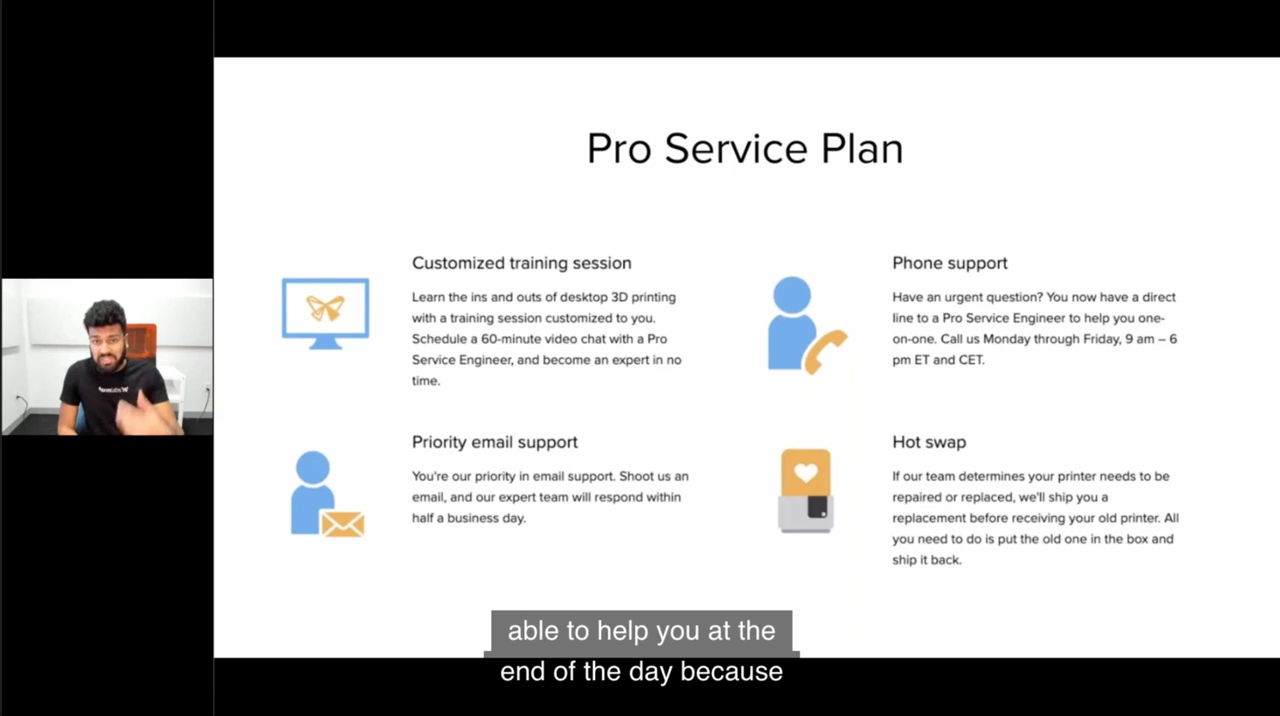 Pro Service Plan
Customized training session
Learn the ins and outs of desktop 3D printing
with a training session customized to you.
Schedule a 60-minute video chat with a Pro
Service Engineer, and become an expert in no
time.
Phone support
Have an urgent question? You now have a direct
line to a Pro Service Engineer to help you one-
on-one. Call us Monday through Friday, 9 am – 6
pm ET and CET.
Priority email support
You're our priority in email support. Shoot us an
email, and our expert team will respond within
half a business day.
Hot swap
If our team determines your printer needs to be
repaired or replaced, we'll ship you a
replacement before receiving your old printer. All
you need to do is put the old one in the box and
ship it back.
able to help you at the
end of the day because